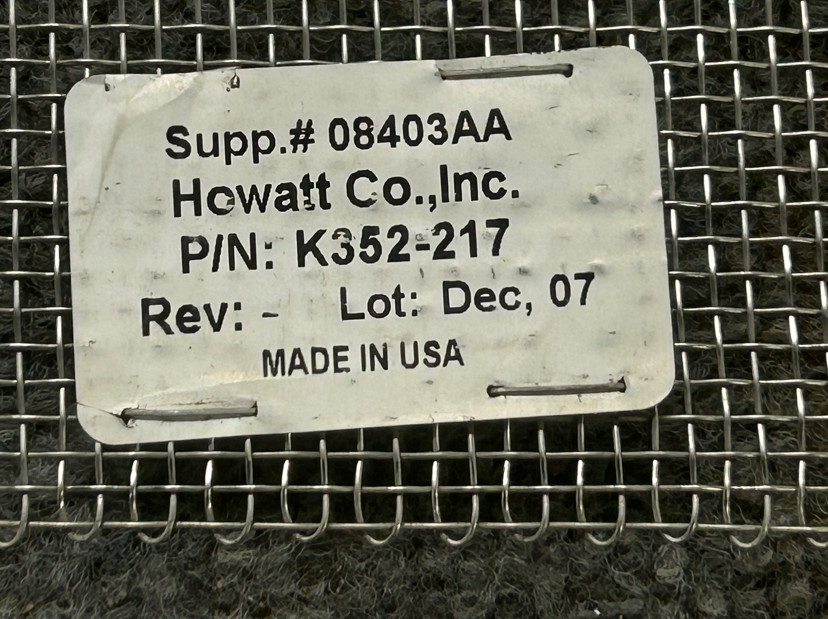 Supp.# 08403AA
Howatt Co.,Inc.
P/N: K352-217
Rev: - Lot: Dec, 07
MADE IN USA